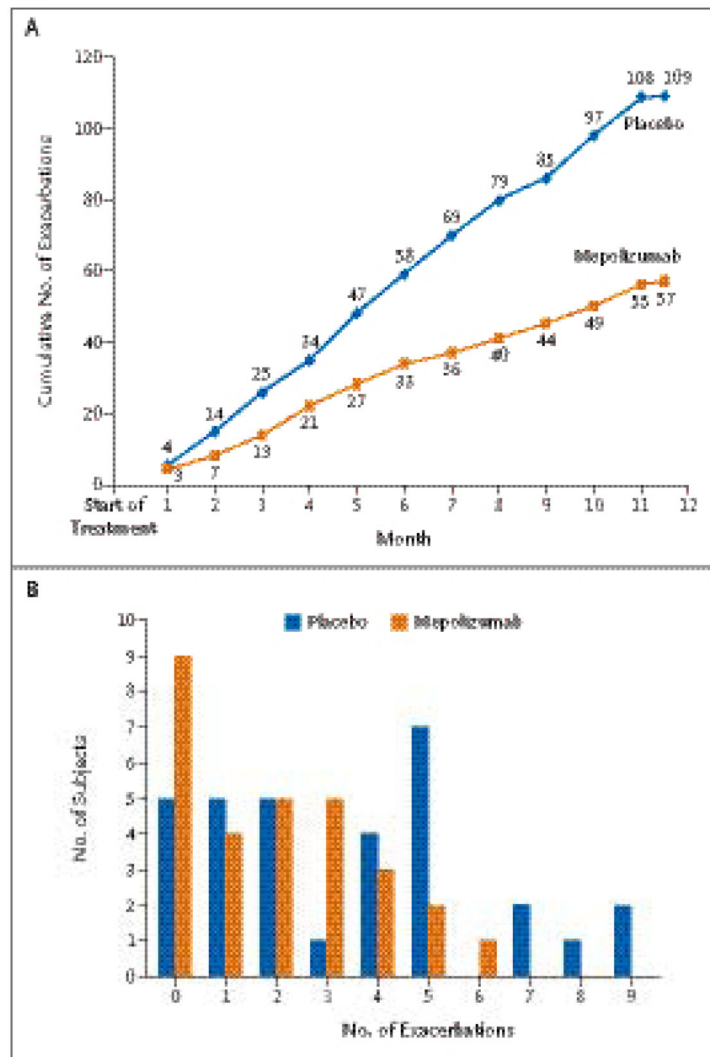 A
120
100
80
60
40
20
0
Cumulative No. of Exacerbations
4 14 25 34 47 58 69 79 85 97 108 109
Placebo
Mepolizumab
3 7 13 21 27 33 36 40 44 49 55 57
Start of Treatment
1 2 3 4 5 6 7 8 9 10 11 12
Month
B
Placebo Mepolizumab
10
9
8
7
6
5
4
3
2
1
0
No. of Subjects
0 1 2 3 4 5 6 7 8 9
No. of Exacerbations